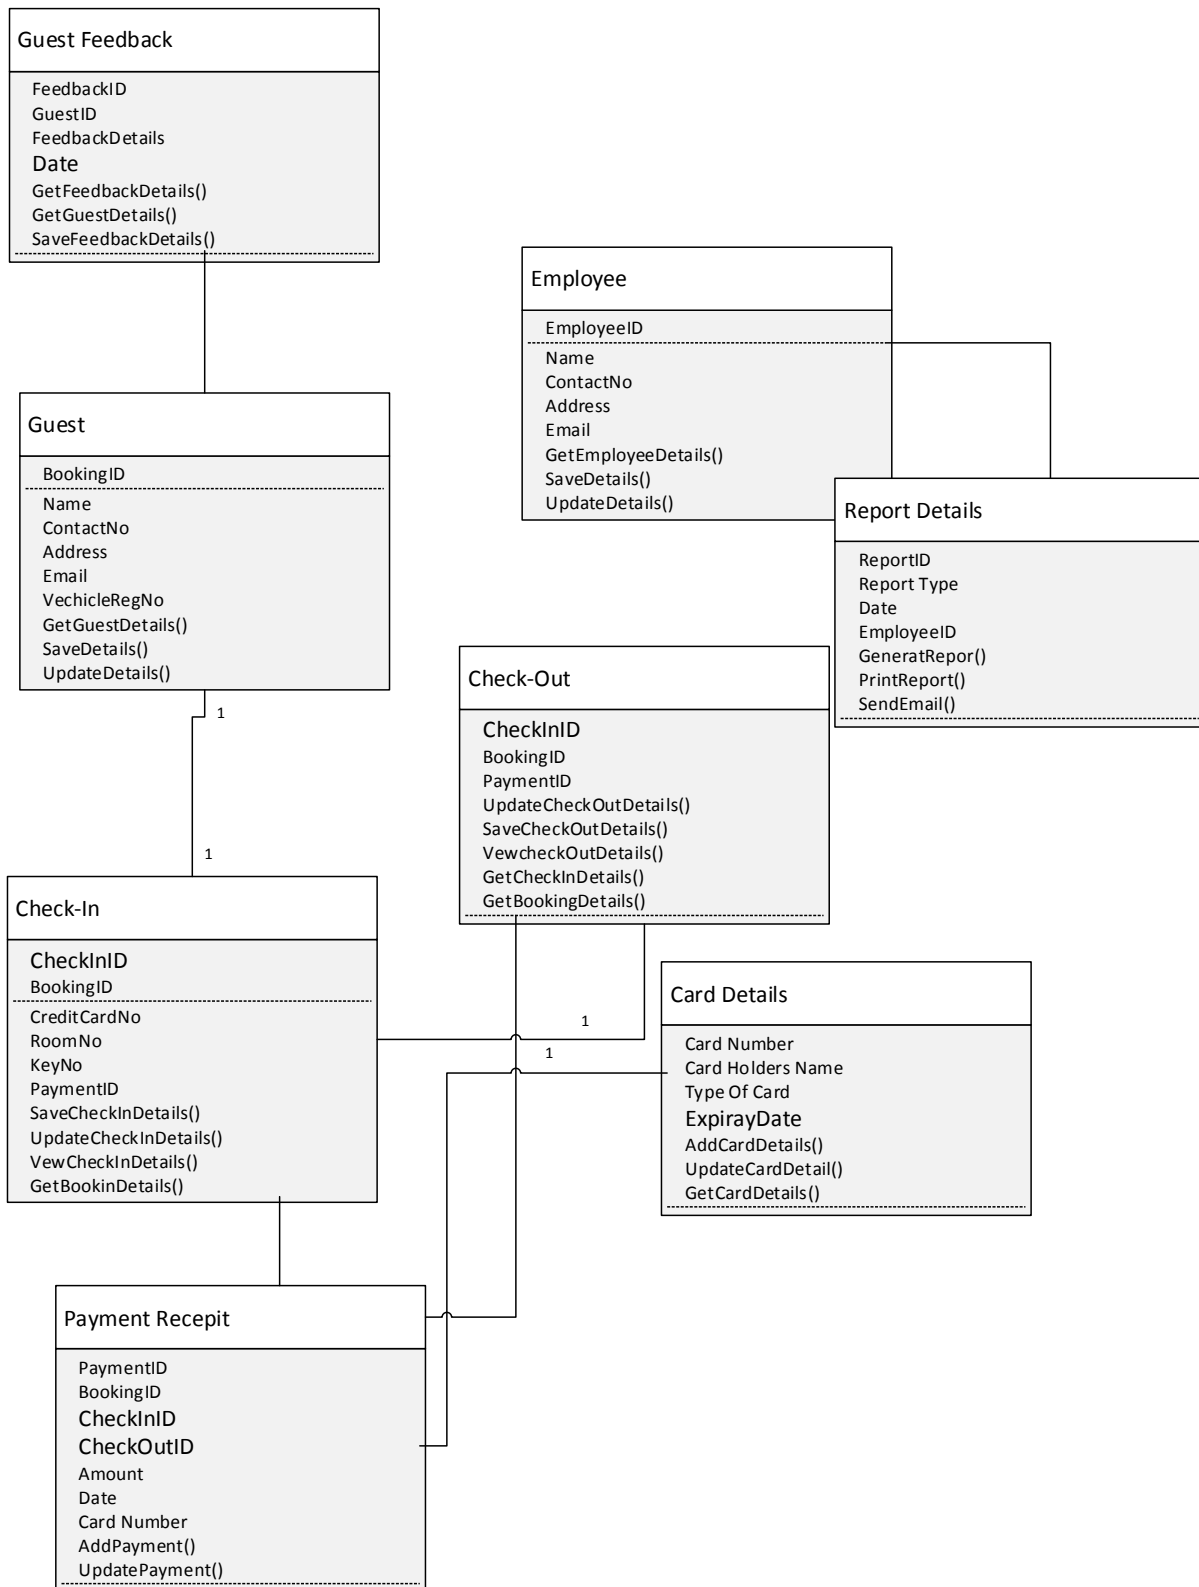 Guest Feedback
FeedbackID
GuestID
FeedbackDetails
Date
GetFeedbackDetails()
GetGuestDetails()
SaveFeedbackDetails()
Employee
EmployeeID
Name
ContactNo
Address
Email
GetEmployeeDetails()
SaveDetails()
UpdateDetails()
Guest
BookingID
Name
ContactNo
Address
Email
VechicleRegNo
GetGuestDetails()
SaveDetails()
UpdateDetails()
1
1
Report Details
ReportID
Report Type
Date
EmployeeID
GeneratRepor()
PrintReport()
SendEmail()
Check-Out
CheckInID
BookingID
PaymentID
UpdateCheckOutDetails()
SaveCheckOutDetails()
VewcheckOutDetails()
GetCheckInDetails()
GetBookingDetails()
Check-In
CheckInID
BookingID
CreditCardNo
RoomNo
KeyNo
PaymentID
SaveCheckInDetails()
UpdateCheckInDetails()
VewCheckInDetails()
GetBookinDetails()
1
1
Card Details
Card Number
Card Holders Name
Type Of Card
ExpirayDate
AddCardDetails()
UpdateCardDetail()
GetCardDetails()
Payment Recepit
PaymentID
BookingID
CheckInID
CheckOutID
Amount
Date
Card Number
AddPayment()
UpdatePayment()